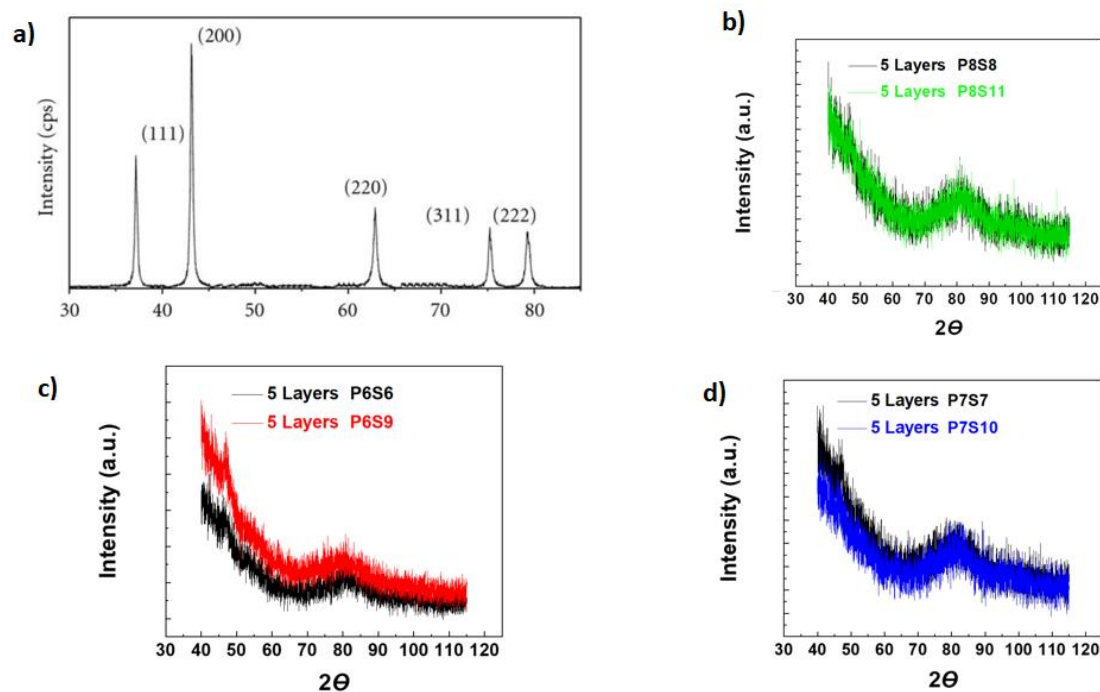 a)
Intensity (cps)
(111)
(200)
(220)
(311)
(222)
30 40 50 60 70 80
b)
Intensity (a.u.)
5 Layers P8S8
5 Layers P8S11
30 40 50 60 70 80 90 100 110 120
2Θ
c)
Intensity (a.u.)
5 Layers P6S6
5 Layers P6S9
30 40 50 60 70 80 90 100 110 120
2Θ
d)
Intensity (a.u.)
5 Layers P7S7
5 Layers P7S10
30 40 50 60 70 80 90 100 110 120
2Θ